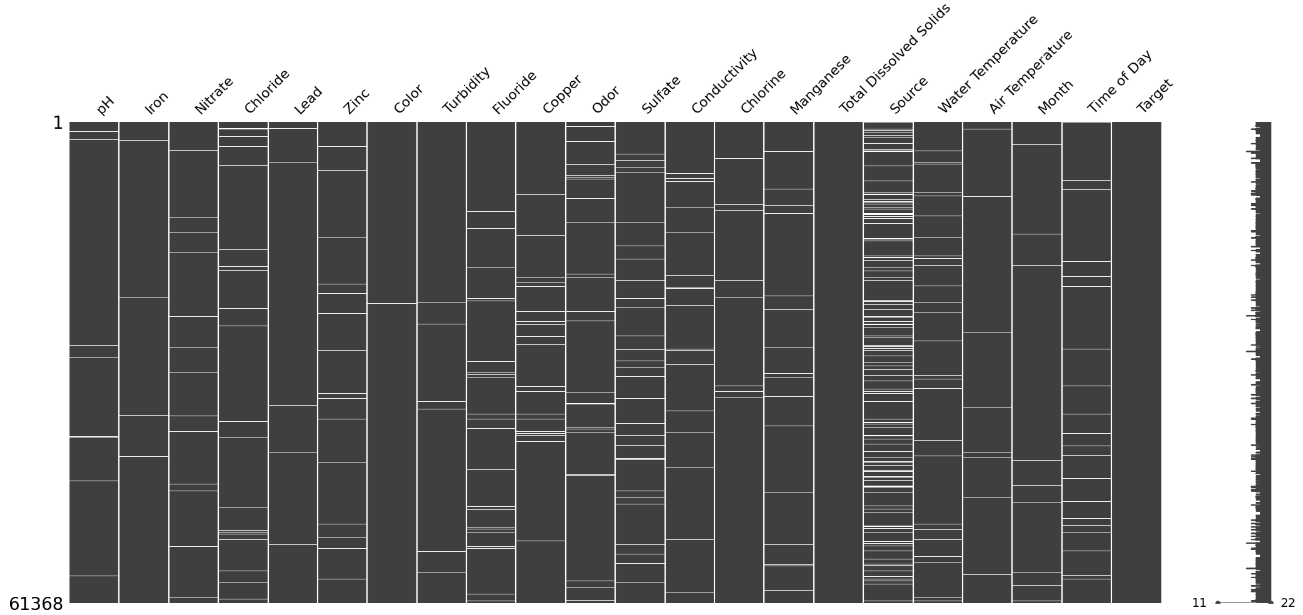 pH
Iron
Nitrate
Chloride
Lead
Zinc
Color
Turbidity
Fluoride
Copper
Odor
Sulfate
Conductivity
Chlorine
Manganese
Total Dissolved Solids
Source
Water Temperature
Air Temperature
Month
Time of Day
Target
1
61368
11
22